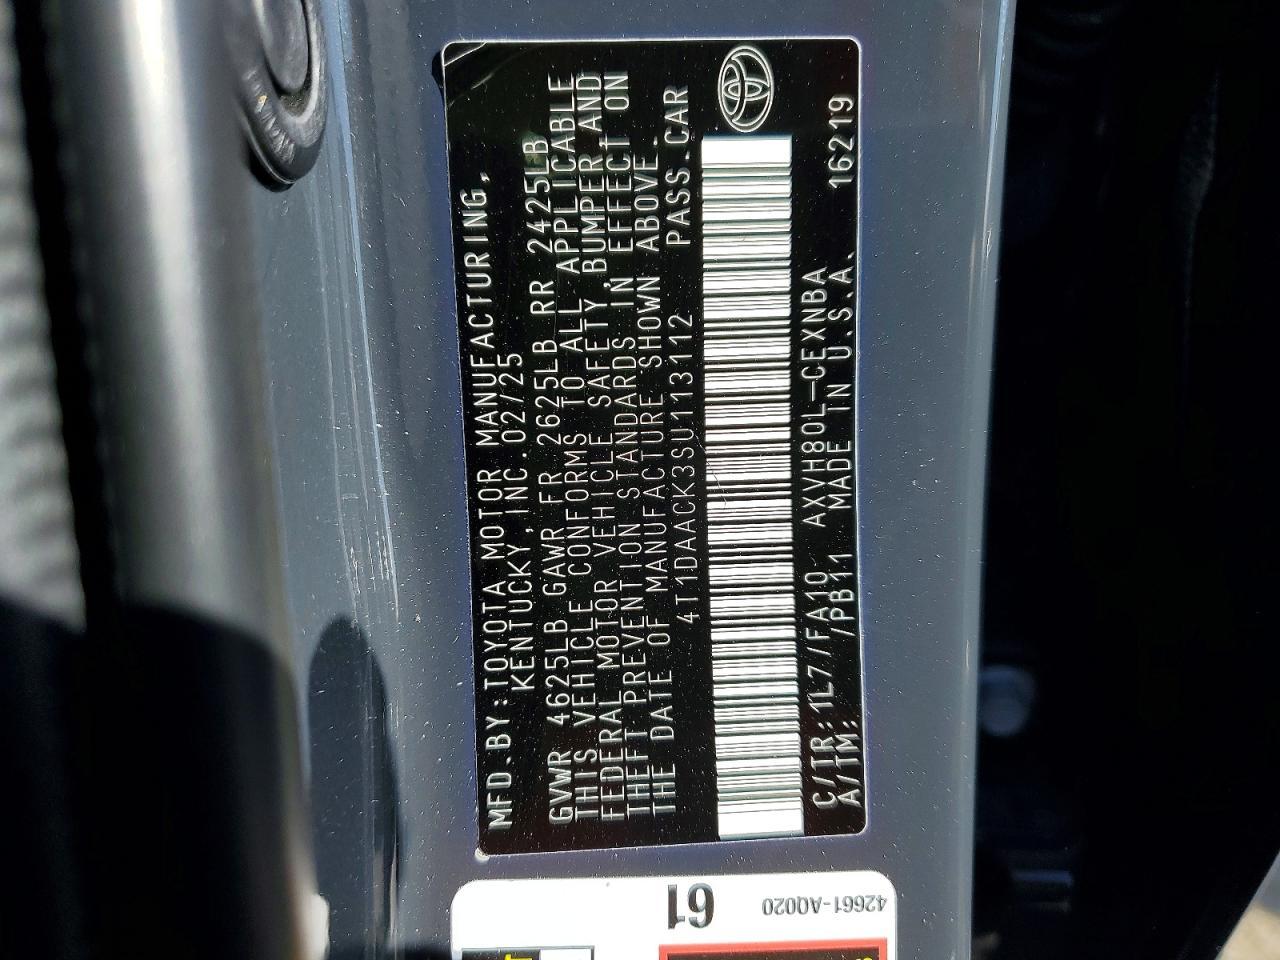 MFD.BY:TOYOTA MOTOR MANUFACTURING,
KENTUCKY,INC.02/25
GVWR 4625LB GAWR FR 2625LB RR 2425LB
THIS VEHICLE CONFORMS TO ALL APPLICABLE
FEDERAL MOTOR VEHICLE SAFETY,BUMPER,AND
THEFT PREVENTION STANDARDS IN EFFECT ON
THE DATE OF MANUFACTURE SHOWN ABOVE.
4T1DAACK3SU113112 PASS.CAR
C/TR:1L7/FA10 AXVH80L-CEXNBA
A/TM: /PB11 MADE IN U.S.A. 16219
61
42661-AQ020